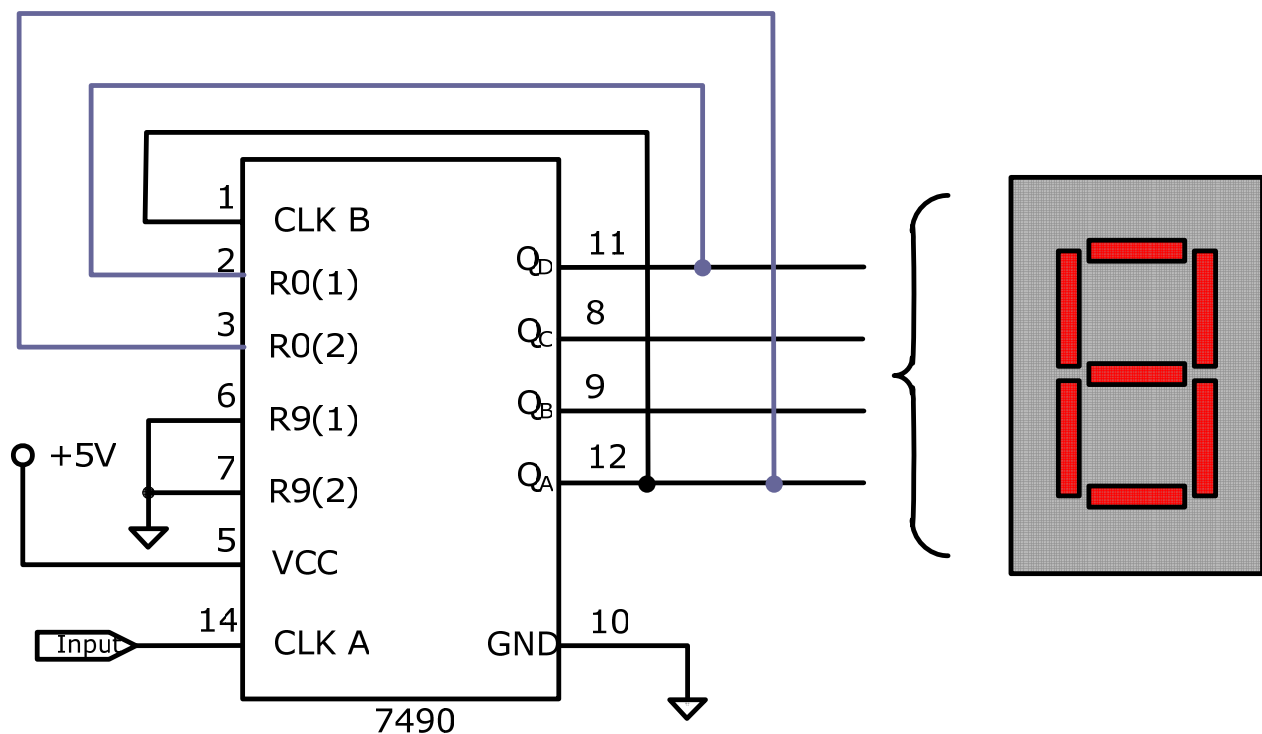 1
CLK B
2
R0(1)
3
R0(2)
6
R9(1)
7
R9(2)
+5V
5
VCC
14
Input
CLK A
QD
11
QC
8
QB
9
QA
12
GND
10
7490